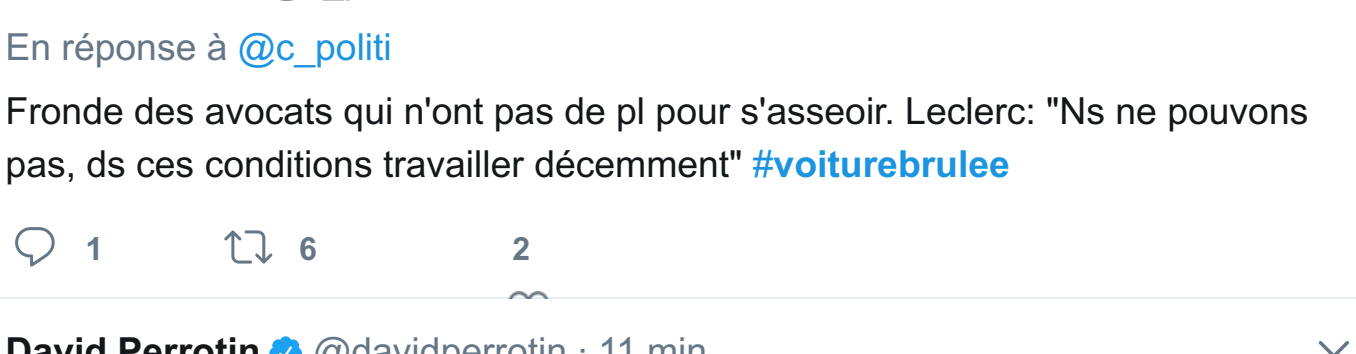 En réponse à @c_politi
Fronde des avocats qui n'ont pas de pl pour s'asseoir. Leclerc: "Ns ne pouvons
pas, ds ces conditions travailler décemment" #voiturebrulee
1 6 2
David Perrotin @davidperrotin · 11 min